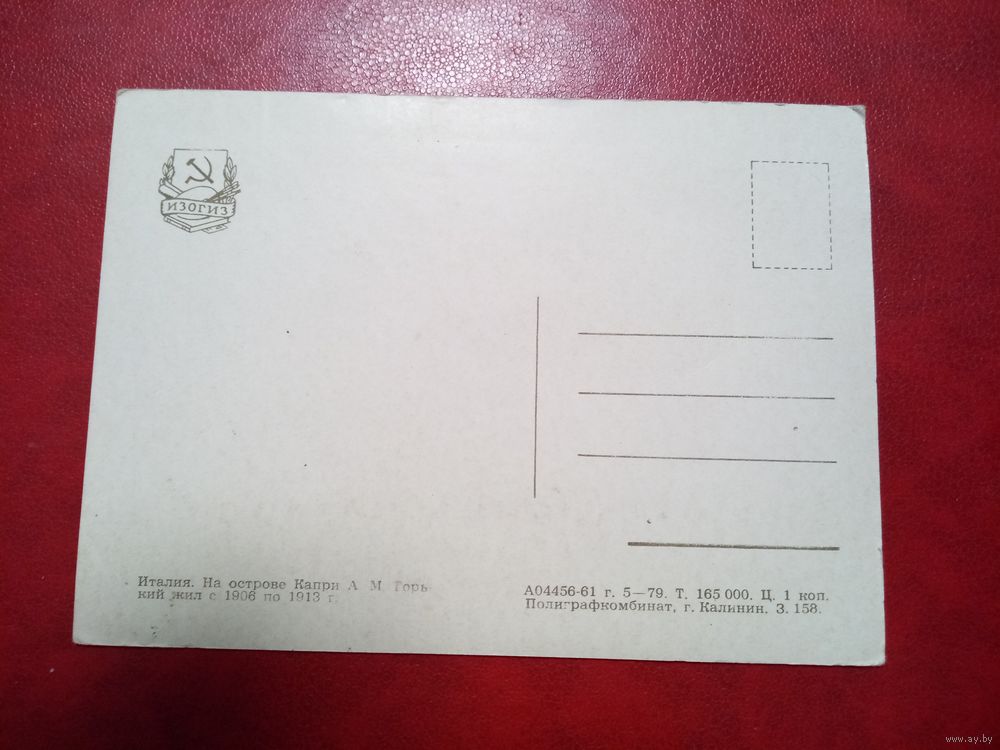 ИЗОГИЗ
Италия. На острове Капри А. М. Горь-
кий жил с 1906 по 1913 г.
А04456-61 г. 5—79. Т. 165 000. Ц. 1 коп.
Полиграфкомбинат, г. Калинин. З. 158.
www.ay.by